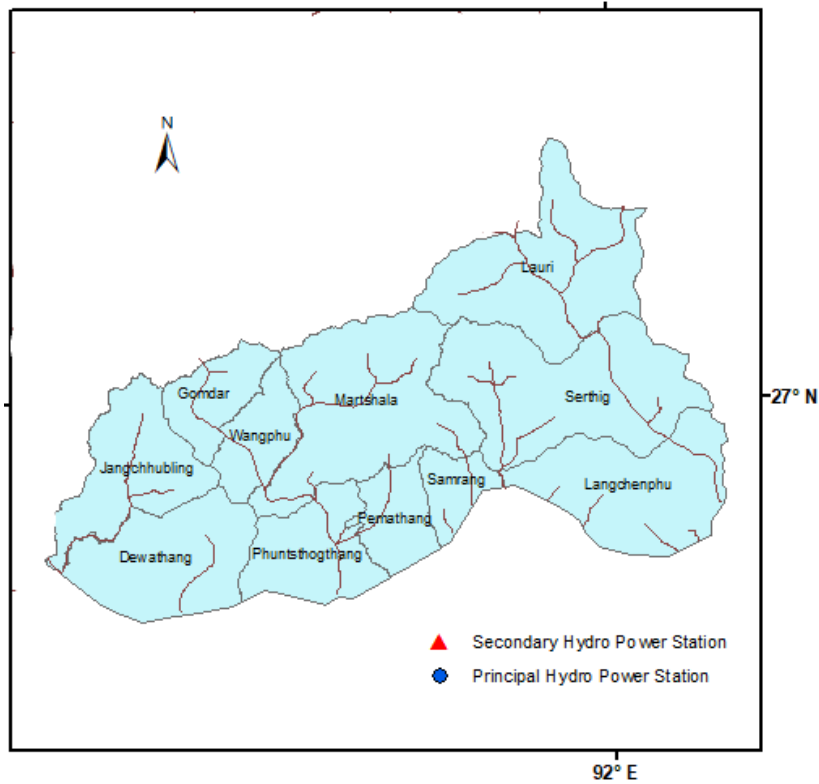 N
Lauri
Gomdar
Martshala
Serthig
27° N
Wangphu
Jangchhubling
Samrang
Langchenphu
Pemathang
Dewathang
Phuntsthogthang
Secondary Hydro Power Station
Principal Hydro Power Station
92° E